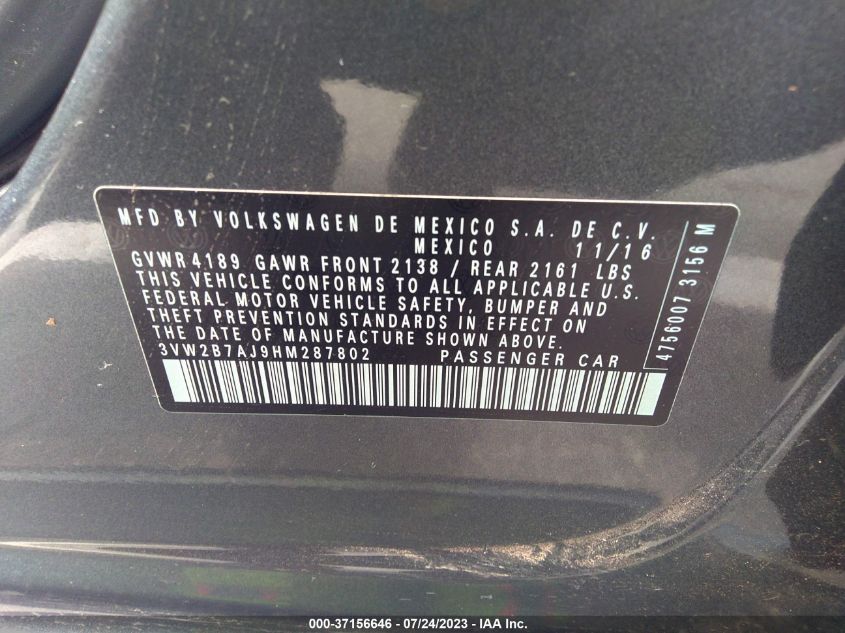 MFD BY VOLKSWAGEN DE MEXICO S.A. DE C.V.
MEXICO 11/16
GVWR 4189 GAWR FRONT 2138 / REAR 2161 LBS
THIS VEHICLE CONFORMS TO ALL APPLICABLE U.S.
FEDERAL MOTOR VEHICLE SAFETY, BUMPER AND
THEFT PREVENTION STANDARDS IN EFFECT ON
THE DATE OF MANUFACTURE SHOWN ABOVE.
3VW2B7AJ9HM287802 PASSENGER CAR
4756007 3156 M
000-37156646 - 07/24/2023 - IAA Inc.